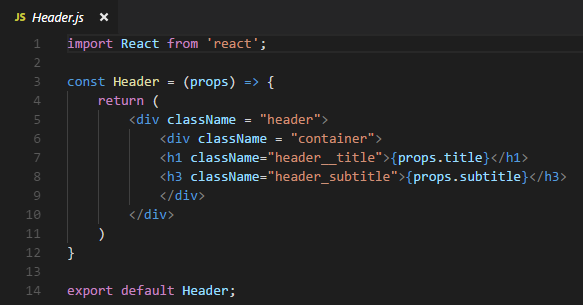 JS Header.js ×
1 import React from 'react';
2
3 const Header = (props) => {
4     return (
5         <div className = "header">
6             <div className = "container">
7             <h1 className="header__title">{props.title}</h1>
8             <h3 className="header_subtitle">{props.subtitle}</h3>
9             </div>
10         </div>
11     )
12 }
13
14 export default Header;